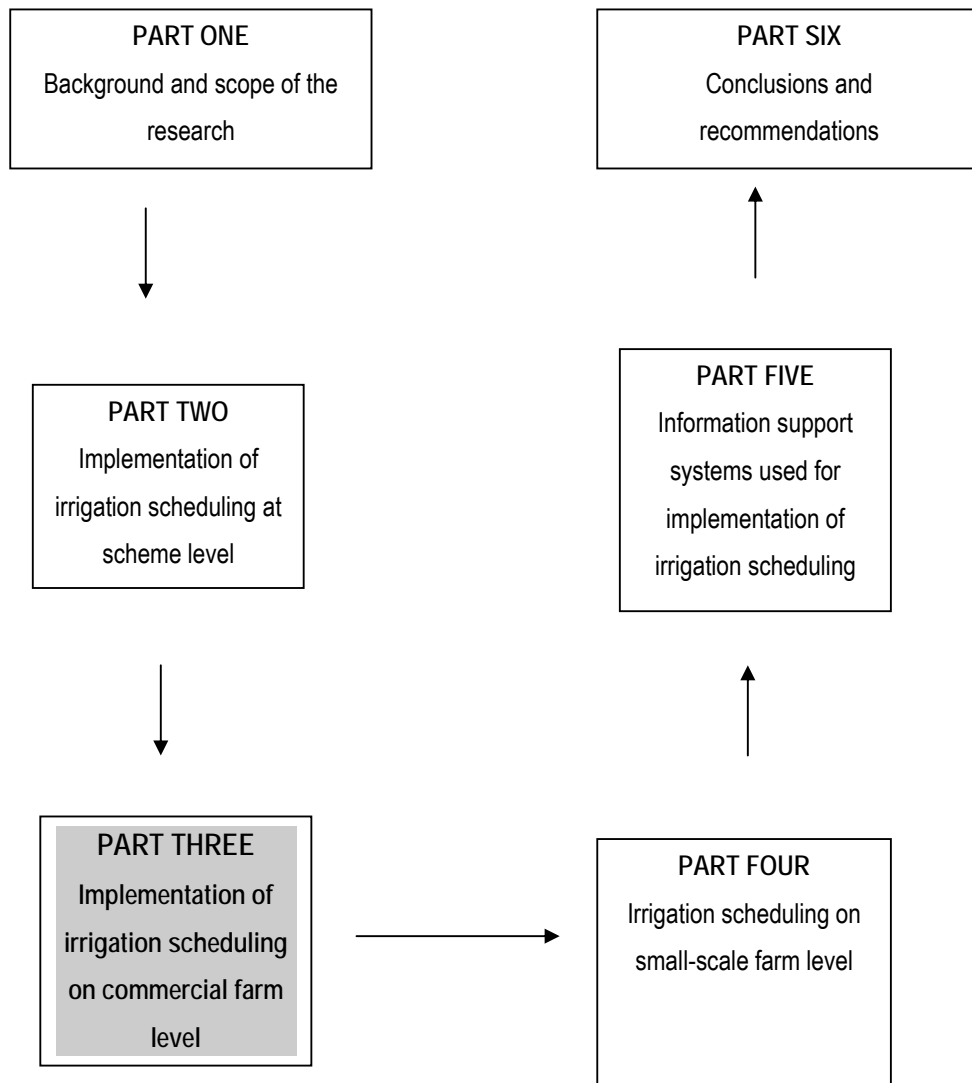 PART ONE
Background and scope of the
research
PART TWO
Implementation of
irrigation scheduling at
scheme level
PART THREE
Implementation of
irrigation scheduling
on commercial farm
level
PART FOUR
Irrigation scheduling on
small-scale farm level
PART FIVE
Information support
systems used for
implementation of
irrigation scheduling
PART SIX
Conclusions and
recommendations